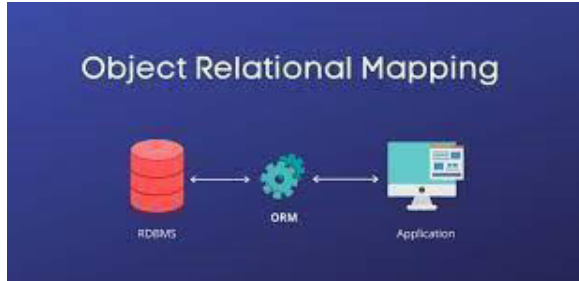 Object Relational Mapping
ORM
RDBMS
Application